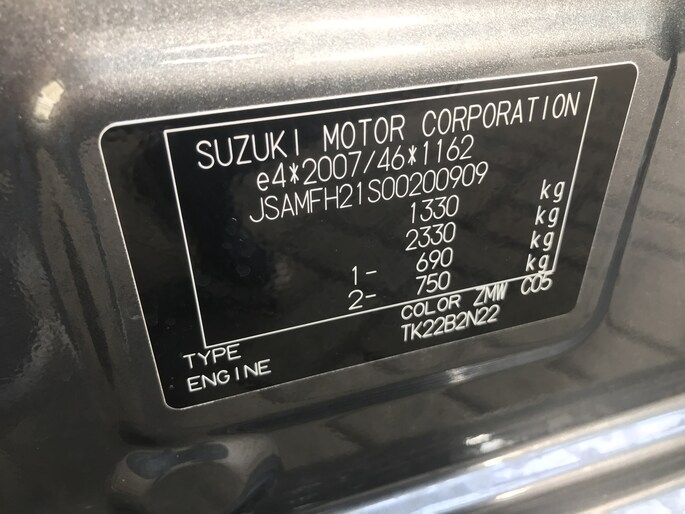 SUZUKI MOTOR CORPORATION
e4*2007/46*1162
JSAMFH21S00200909
1330 kg
2330 kg
1- 690 kg
2- 750 kg
COLOR ZMW C05
TYPE TK22B2N22
ENGINE